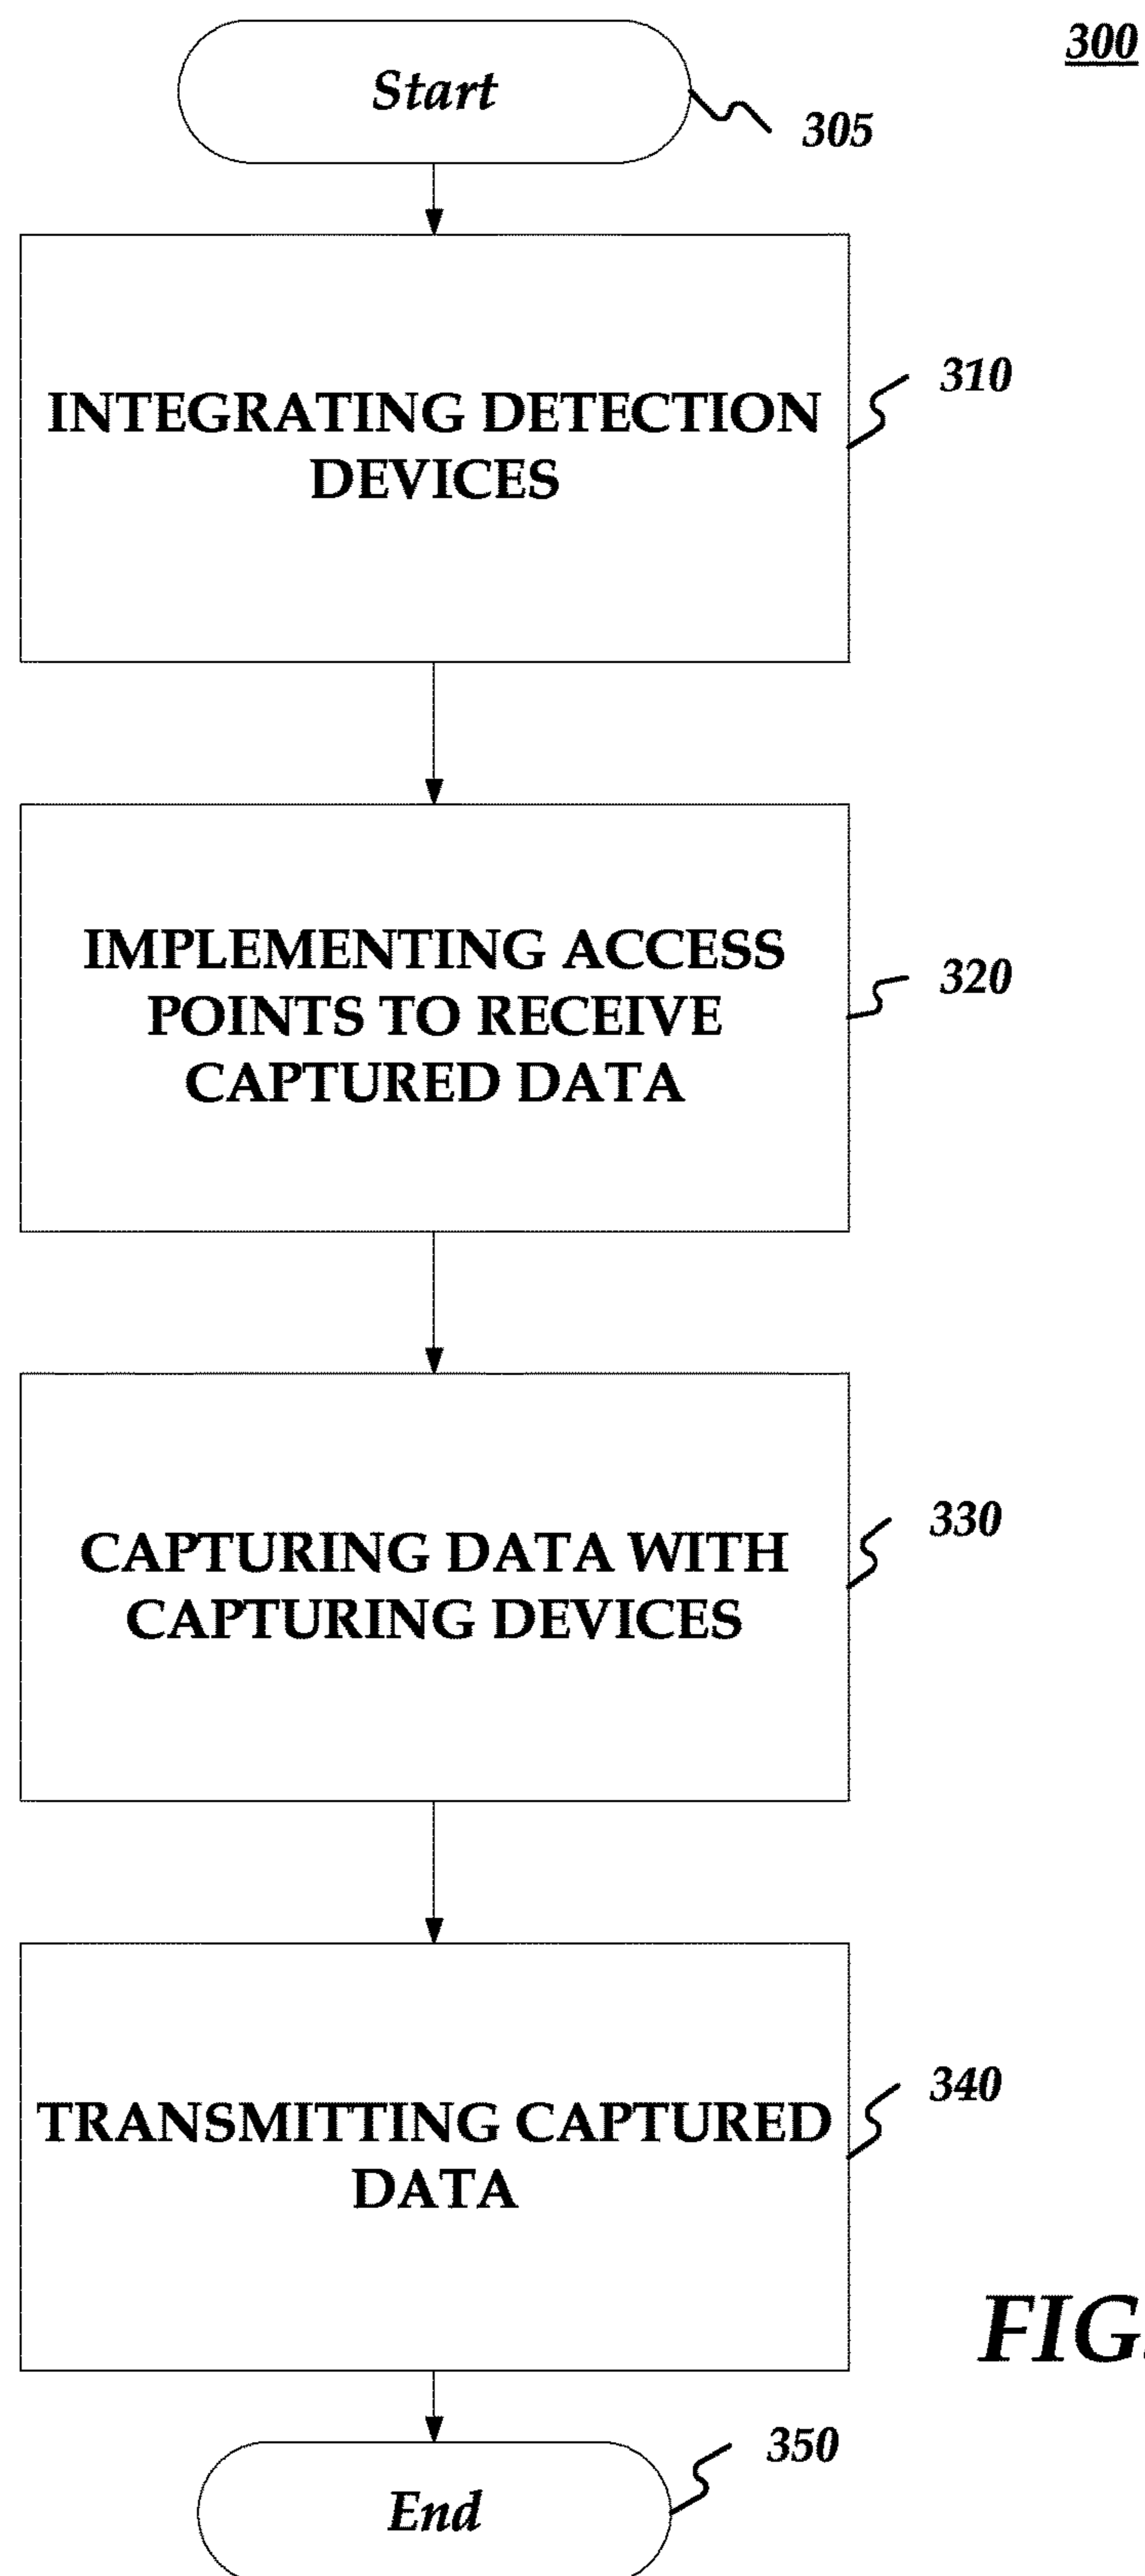 300
Start
305
INTEGRATING DETECTION
DEVICES
310
IMPLEMENTING ACCESS
POINTS TO RECEIVE
CAPTURED DATA
320
CAPTURING DATA WITH
CAPTURING DEVICES
330
TRANSMITTING CAPTURED
DATA
340
FIG.
End
350